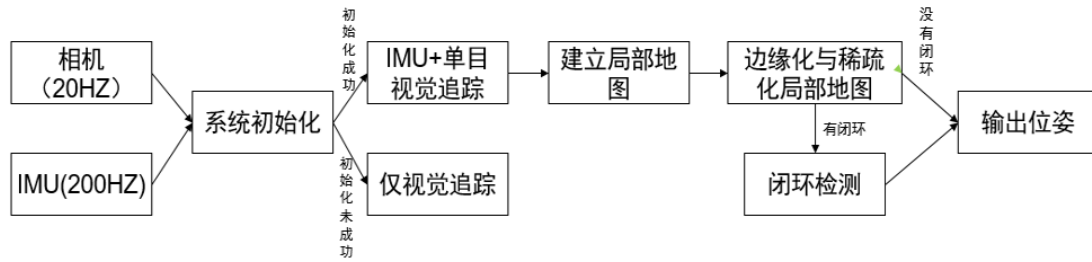 相机
（20HZ）
IMU(200HZ)
系统初始化
初始化成功
初始化未成功
IMU+单目
视觉追踪
仅视觉追踪
建立局部地
图
边缘化与稀疏
化局部地图
没有闭环
有闭环
闭环检测
输出位姿